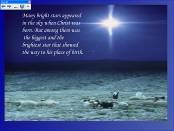 Many bright stars appeared
in the sky when Christ was
born. But among them was
the biggest and the
brightest star that showed
the way to his place of birth.